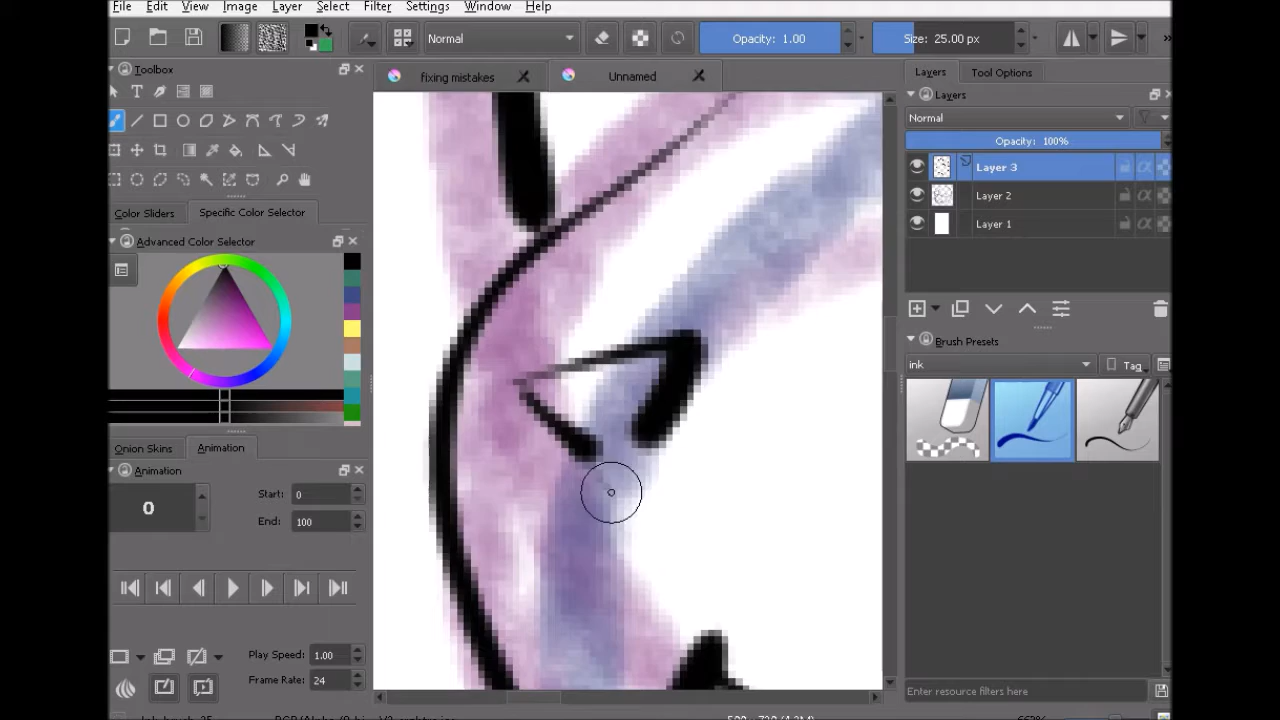 File Edit View Image Layer Select Filter Settings Window Help
Normal Opacity: 1.00 Size: 25.00 px »
Toolbox fixing mistakes Unnamed Layers Tool Options
Layers
Normal
Opacity: 100%
Layer 3
Layer 2
Layer 1
Color Sliders Specific Color Selector
Advanced Color Selector
Brush Presets
ink Tag
Onion Skins Animation
Animation
0 Start: 0
End: 100
Play Speed: 1.00
Frame Rate: 24
Enter resource filters here